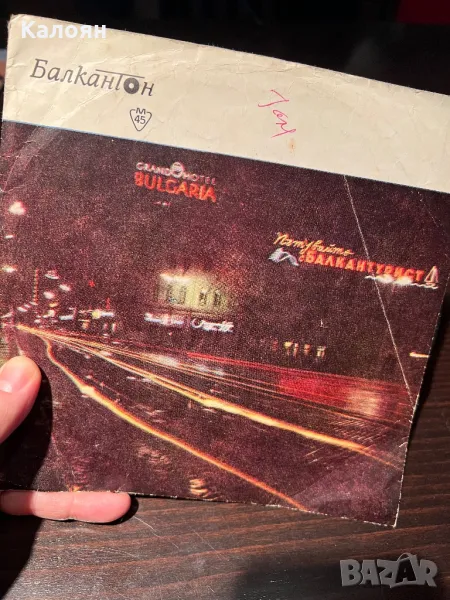 Калоян
Балкантон
М
45
GRAND HOTEL
BULGARIA
Пътувайте
с БАЛКАНТУРИСТ
BAZAR